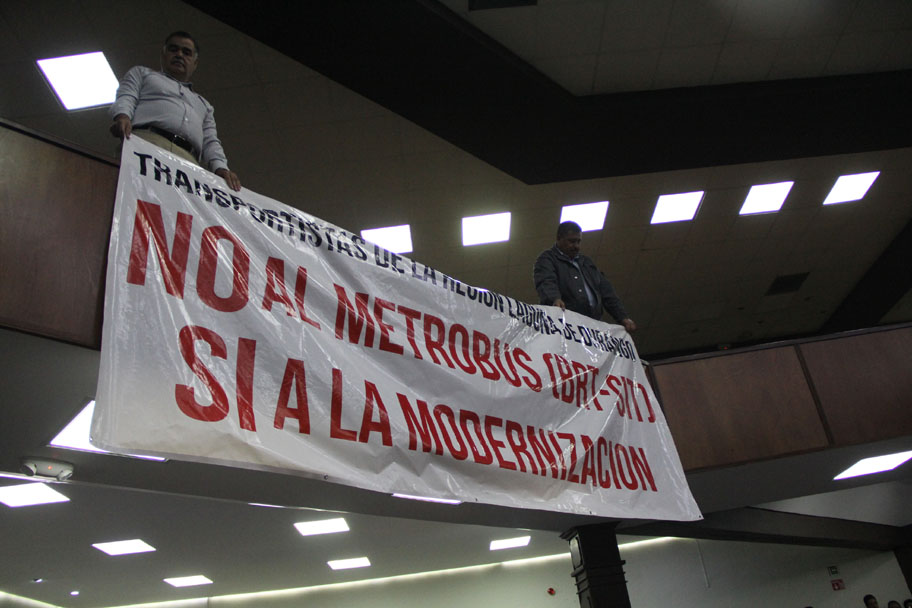 TRANSPORTISTAS DE LA REGION LAGUNA DE DURANGO
NO AL METROBUS (BRT-SIT)
SI A LA MODERNIZACION